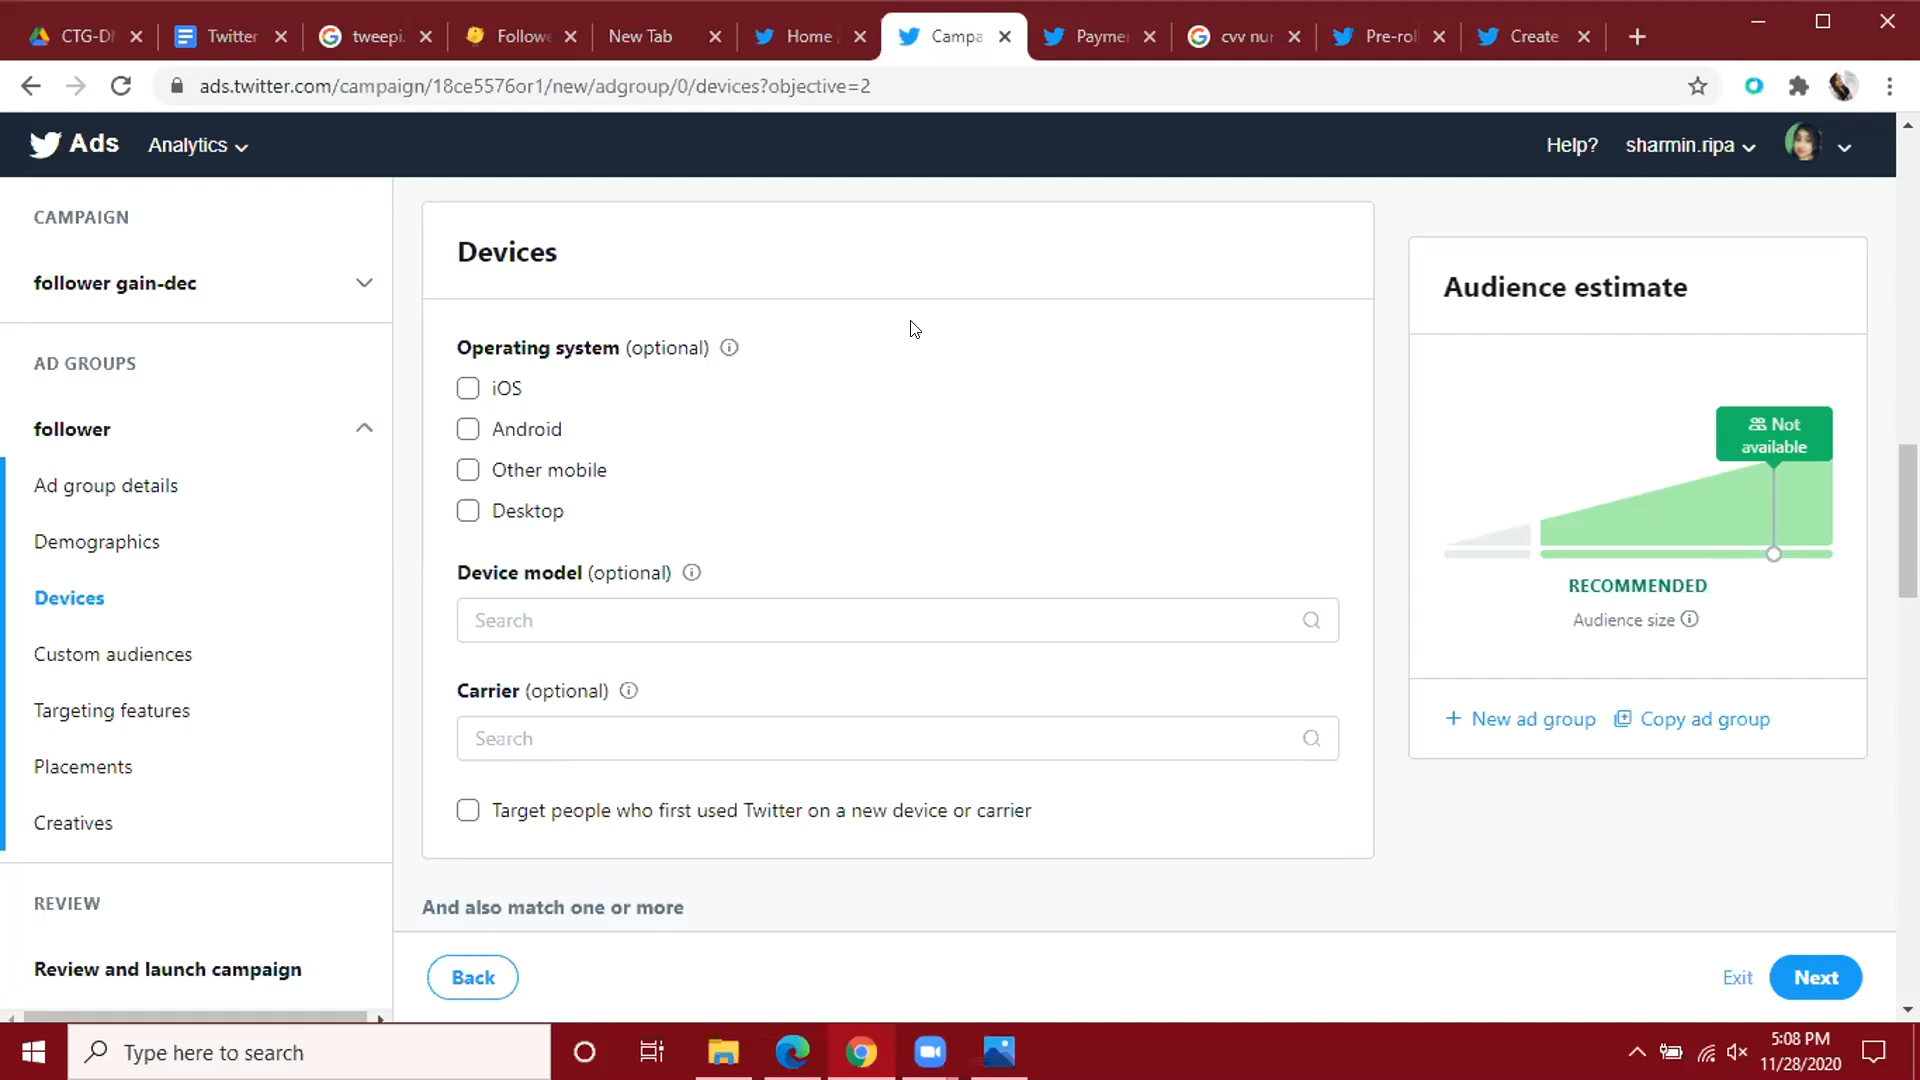 CTG-D
Twitter
tweepi.
Follow
New Tab
Home
Campa
Payme
cvv nur
Pre-rol
Create
ads.twitter.com/campaign/18ce5576or1/new/adgroup/0/devices?objective=2
Ads
Analytics
Help?
sharmin.ripa
CAMPAIGN
follower gain-dec
AD GROUPS
follower
Ad group details
Demographics
Devices
Custom audiences
Targeting features
Placements
Creatives
REVIEW
Review and launch campaign
Devices
Operating system (optional)
iOS
Android
Other mobile
Desktop
Device model (optional)
Search
Carrier (optional)
Search
Target people who first used Twitter on a new device or carrier
And also match one or more
Back
Exit
Next
Audience estimate
Not
available
RECOMMENDED
Audience size
+ New ad group
Copy ad group
Type here to search
5:08 PM
11/28/2020